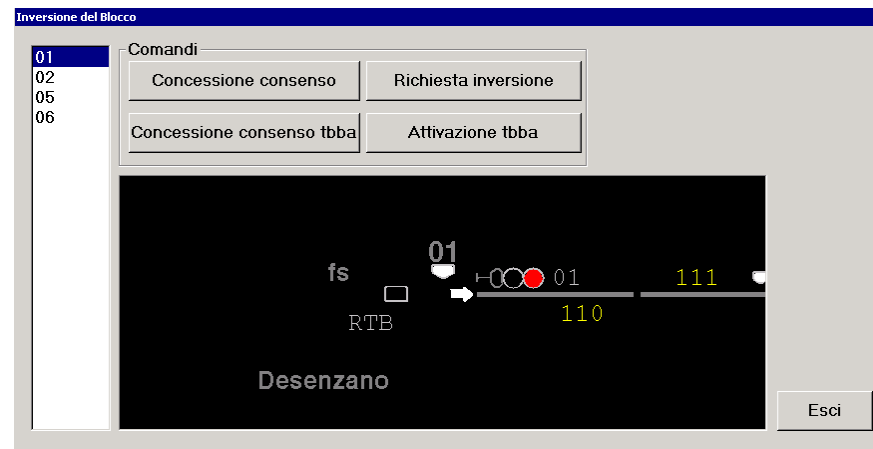 Inversione del Blocco
01
02
05
06
Comandi
Concessione consenso
Richiesta inversione
Concessione consenso tbba
Attivazione tbba
01
fs
01
111
RTB
110
Desenzano
Esci